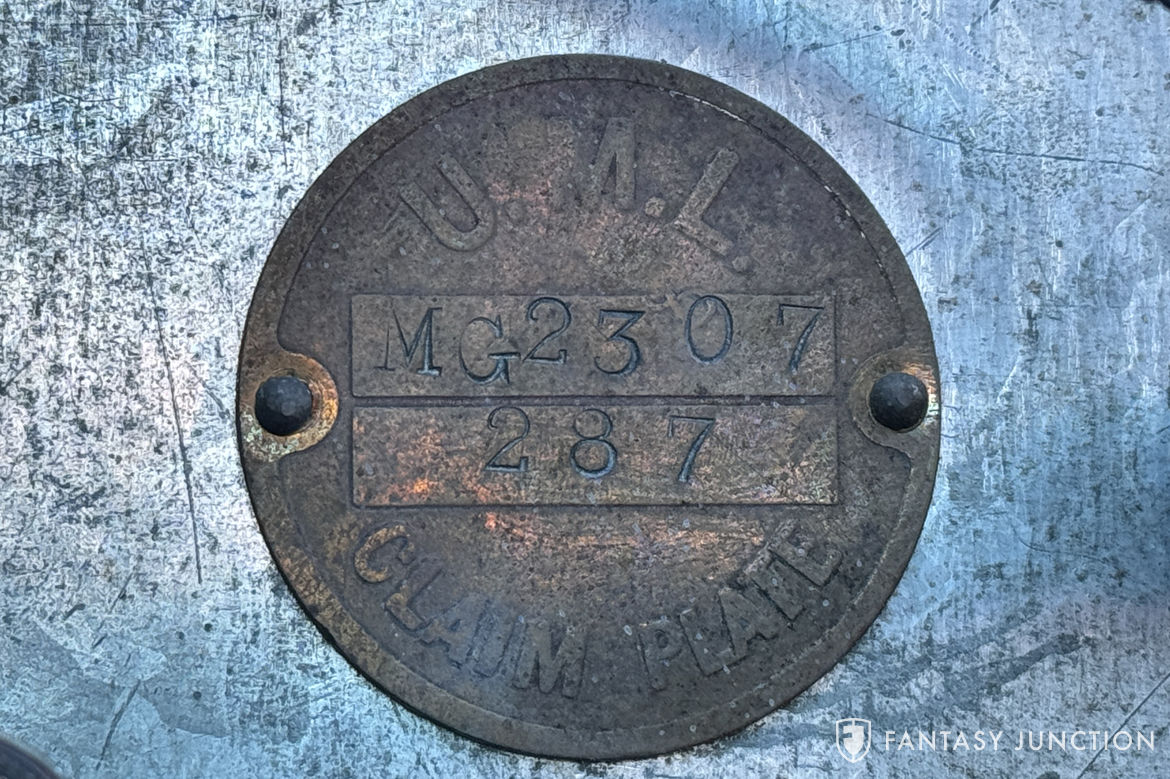 U.M.L.
MG2307
287
CLAIM PLATE
FANTASY JUNCTION